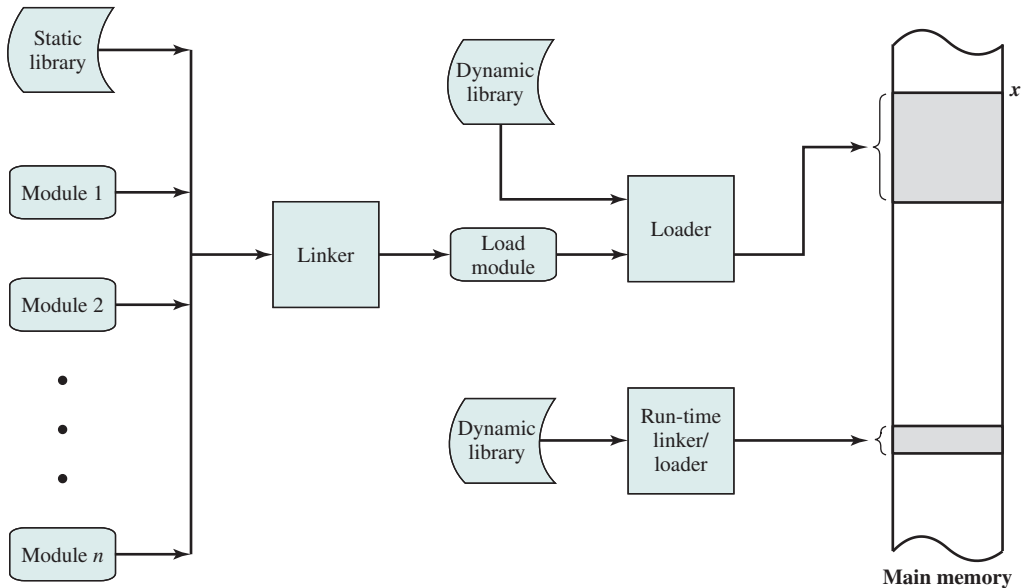 Static
library
Dynamic
library
x
Module 1
Loader
Linker
Load
module
Module 2
Dynamic
library
Run-time
linker/
loader
Module n
Main memory